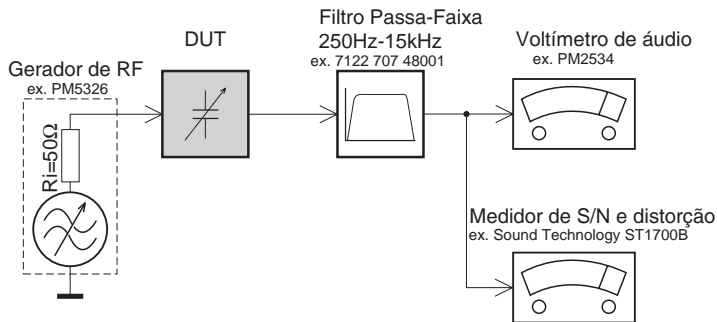 Filtro Passa-Faixa
250Hz-15kHz
ex. 7122 707 48001
DUT
Voltímetro de áudio
ex. PM2534
Gerador de RF
ex. PM5326
Ri=50Ω
Medidor de S/N e distorção
ex. Sound Technology ST1700B